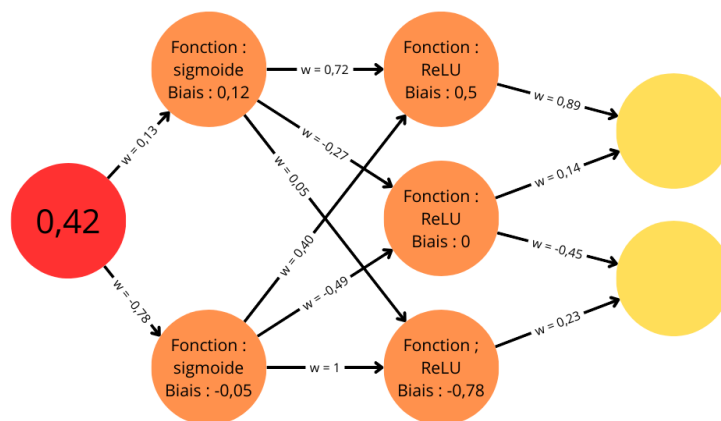 0,42
w = 0,13
w = -0,78
Fonction :
sigmoide
Biais : 0,12
Fonction :
sigmoide
Biais : -0,05
w = 0,72
w = -0,27
w = 0,05
w = 0,40
w = -0,49
w = 1
Fonction :
ReLU
Biais : 0,5
Fonction :
ReLU
Biais : 0
Fonction ;
ReLU
Biais : -0,78
w = 0,89
w = 0,14
w = -0,45
w = 0,23